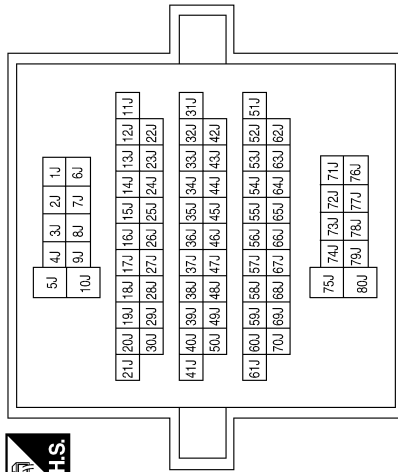 H.S.
5J 4J 3J 2J 1J
10J 9J 8J 7J 6J
21J 20J 19J 18J 17J 16J 15J 14J 13J 12J 11J
30J 29J 28J 27J 26J 25J 24J 23J 22J
41J 40J 39J 38J 37J 36J 35J 34J 33J 32J 31J
50J 49J 48J 47J 46J 45J 44J 43J 42J
61J 60J 59J 58J 57J 56J 55J 54J 53J 52J 51J
70J 69J 68J 67J 66J 65J 64J 63J 62J
75J 74J 73J 72J 71J
80J 79J 78J 77J 76J